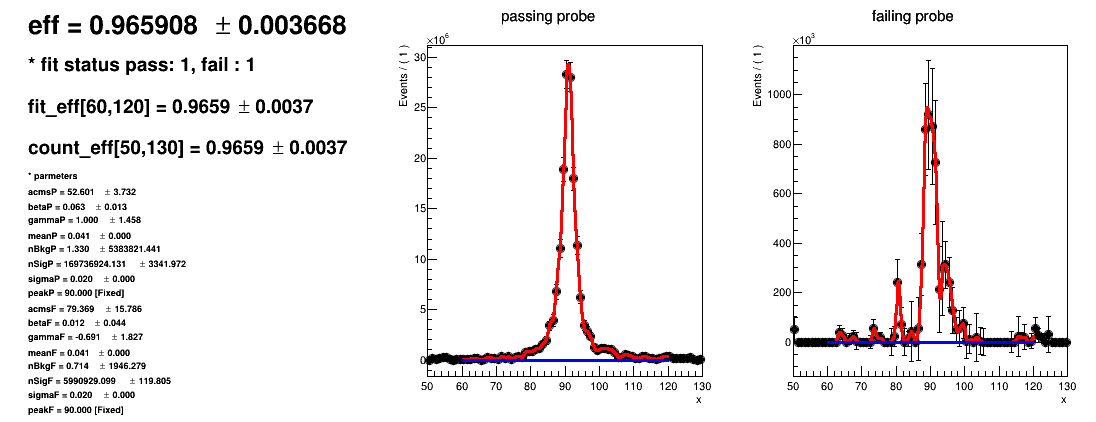 eff = 0.965908 ± 0.003668
* fit status pass: 1, fail : 1
fit_eff[60,120] = 0.9659 ± 0.0037
count_eff[50,130] = 0.9659 ± 0.0037
* parmeters
acmsP = 52.601 ± 3.732
betaP = 0.063 ± 0.013
gammaP = 1.000 ± 1.458
meanP = 0.041 ± 0.000
nBkgP = 1.330 ± 5383821.441
nSigP = 169736924.131 ± 3341.972
sigmaP = 0.020 ± 0.000
peakP = 90.000 [Fixed]
acmsF = 79.369 ± 15.786
betaF = 0.012 ± 0.044
gammaF = -0.691 ± 1.827
meanF = 0.041 ± 0.000
nBkgF = 0.714 ± 1946.279
nSigF = 5990929.099 ± 119.805
sigmaF = 0.020 ± 0.000
peakF = 90.000 [Fixed]
passing probe
×10⁶
Events / ( 1 )
30
25
20
15
10
5
0
50 60 70 80 90 100 110 120 130
x
failing probe
×10³
Events / ( 1 )
1000
800
600
400
200
0
50 60 70 80 90 100 110 120 130
x